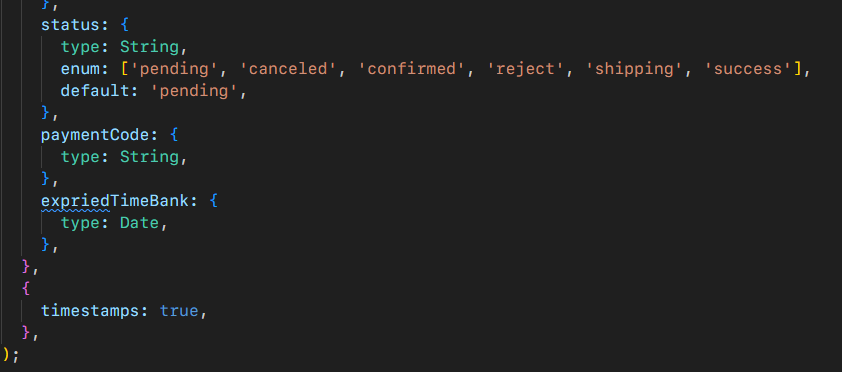 },
status: {
type: String,
enum: ['pending', 'canceled', 'confirmed', 'reject', 'shipping', 'success'],
default: 'pending',
},
paymentCode: {
type: String,
},
expriedTimeBank: {
type: Date,
},
},
{
timestamps: true,
},
);